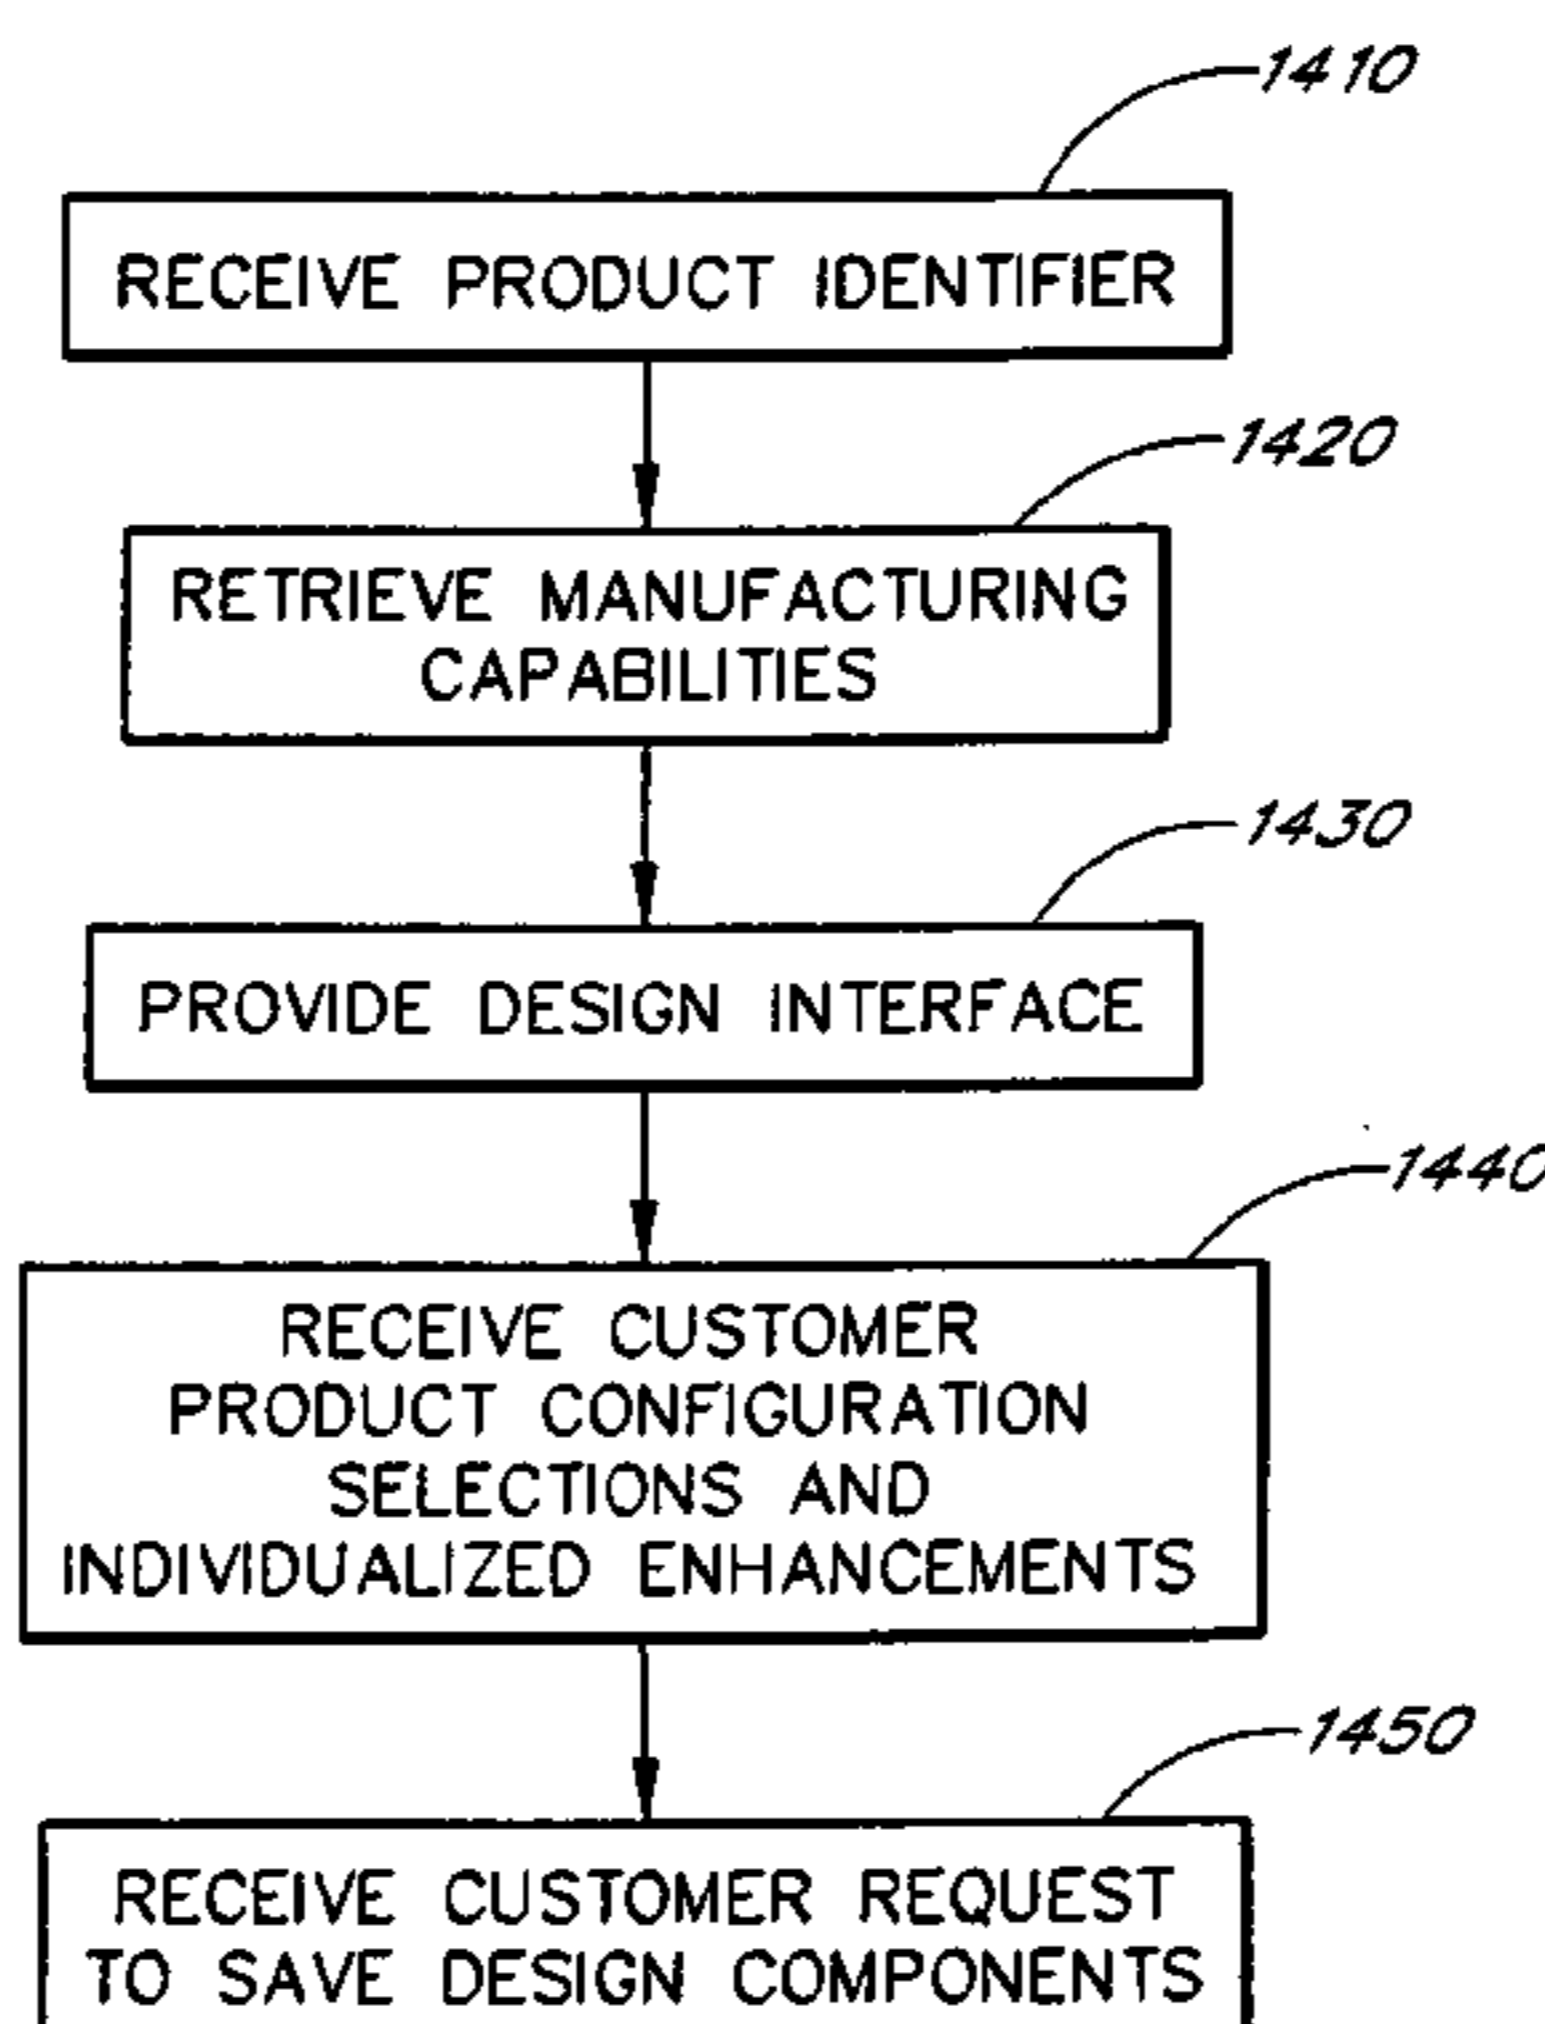 1410
RECEIVE PRODUCT IDENTIFIER
1420
RETRIEVE MANUFACTURING
CAPABILITIES
1430
PROVIDE DESIGN INTERFACE
1440
RECEIVE CUSTOMER
PRODUCT CONFIGURATION
SELECTIONS AND
INDIVIDUALIZED ENHANCEMENTS
1450
RECEIVE CUSTOMER REQUEST
TO SAVE DESIGN COMPONENTS